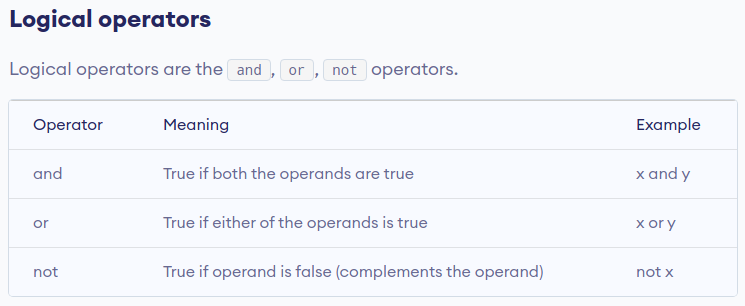 Logical operators
Logical operators are the and, or, not operators.
Operator Meaning Example
and True if both the operands are true x and y
or True if either of the operands is true x or y
not True if operand is false (complements the operand) not x